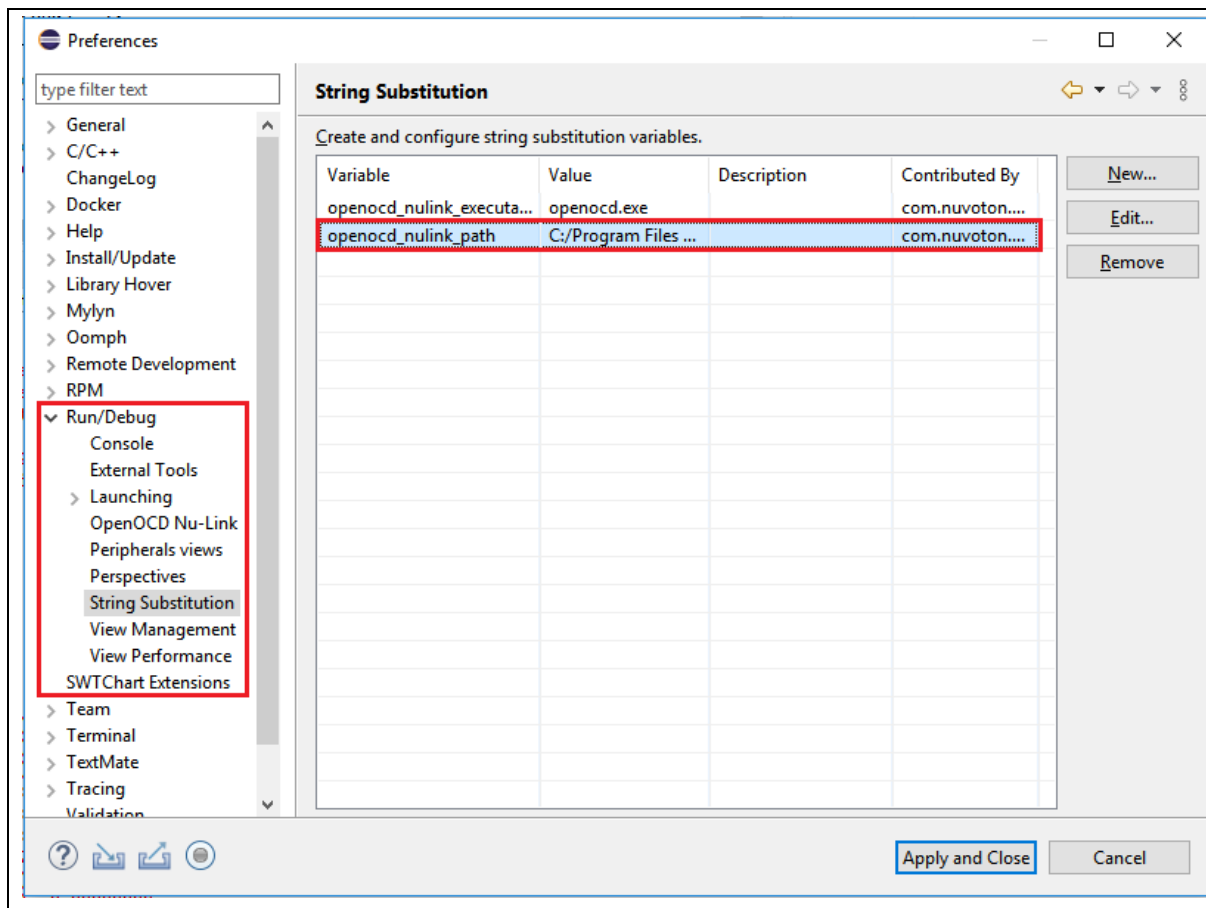 Preferences
type filter text
General
C/C++
ChangeLog
Docker
Help
Install/Update
Library Hover
Mylyn
Oomph
Remote Development
RPM
Run/Debug
Console
External Tools
Launching
OpenOCD Nu-Link
Peripherals views
Perspectives
String Substitution
View Management
View Performance
SWTChart Extensions
Team
Terminal
TextMate
Tracing
Validation
String Substitution
Create and configure string substitution variables.
Variable Value Description Contributed By
openocd_nulink_executa... openocd.exe com.nuvoton....
openocd_nulink_path C:/Program Files ... com.nuvoton....
New...
Edit...
Remove
?
Apply and Close Cancel